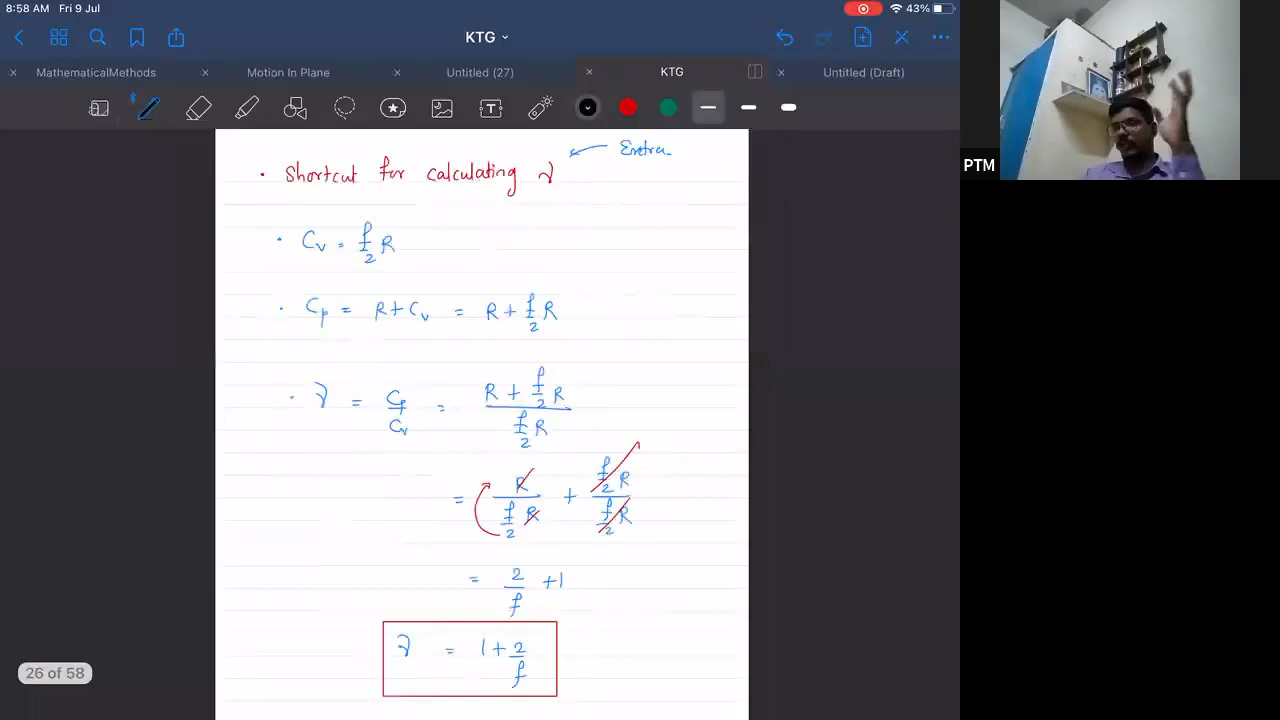 8:58 AM Fri 9 Jul
43%
KTG
MathematicalMethods
Motion In Plane
Untitled (27)
KTG
Untitled (Draft)
T
PTM
· Shortcut for calculating γ ← Extra.
· Cv = f/2 R
· Cp = R + Cv = R + f/2 R
· γ = Cp/Cv = (R + f/2 R)/(f/2 R)
= R/(f/2 R) + (f/2 R)/(f/2 R)
= 2/f + 1
γ = 1 + 2/f
26 of 58